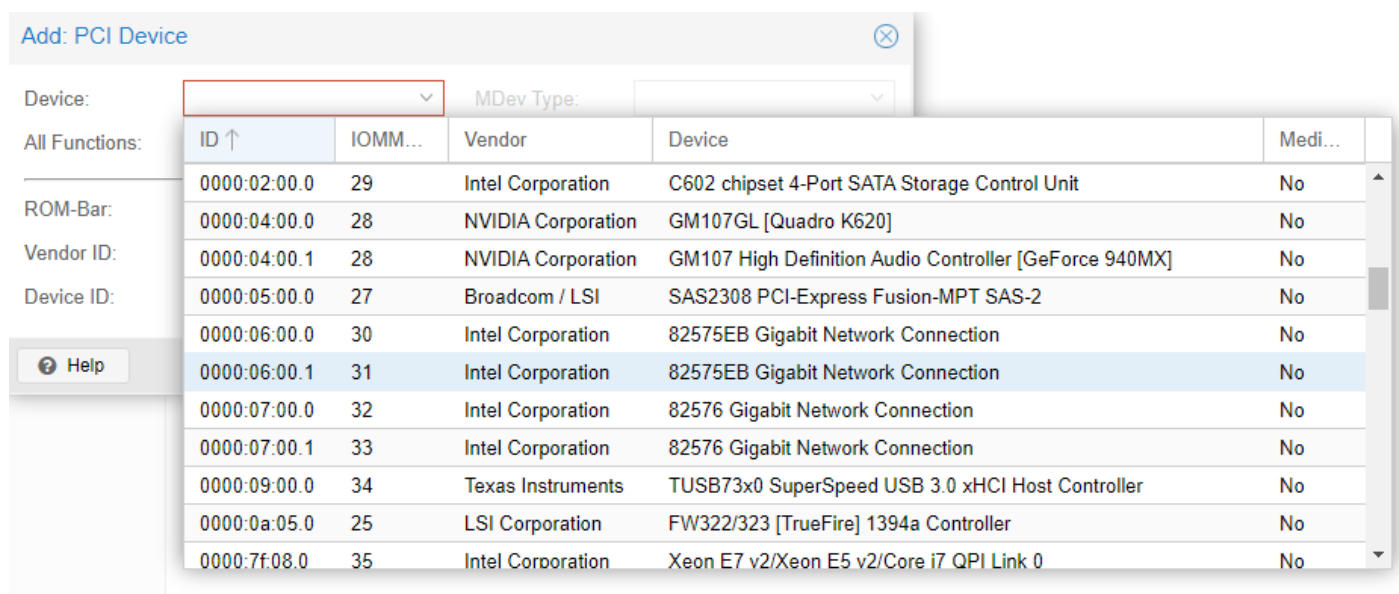 Add: PCI Device
Device: MDev Type:
All Functions:
ROM-Bar:
Vendor ID:
Device ID:
Help
ID IOMM... Vendor Device Medi...
0000:02:00.0 29 Intel Corporation C602 chipset 4-Port SATA Storage Control Unit No
0000:04:00.0 28 NVIDIA Corporation GM107GL [Quadro K620] No
0000:04:00.1 28 NVIDIA Corporation GM107 High Definition Audio Controller [GeForce 940MX] No
0000:05:00.0 27 Broadcom / LSI SAS2308 PCI-Express Fusion-MPT SAS-2 No
0000:06:00.0 30 Intel Corporation 82575EB Gigabit Network Connection No
0000:06:00.1 31 Intel Corporation 82575EB Gigabit Network Connection No
0000:07:00.0 32 Intel Corporation 82576 Gigabit Network Connection No
0000:07:00.1 33 Intel Corporation 82576 Gigabit Network Connection No
0000:09:00.0 34 Texas Instruments TUSB73x0 SuperSpeed USB 3.0 xHCI Host Controller No
0000:0a:05.0 25 LSI Corporation FW322/323 [TrueFire] 1394a Controller No
0000:7f:08.0 35 Intel Corporation Xeon E7 v2/Xeon E5 v2/Core i7 QPI Link 0 No